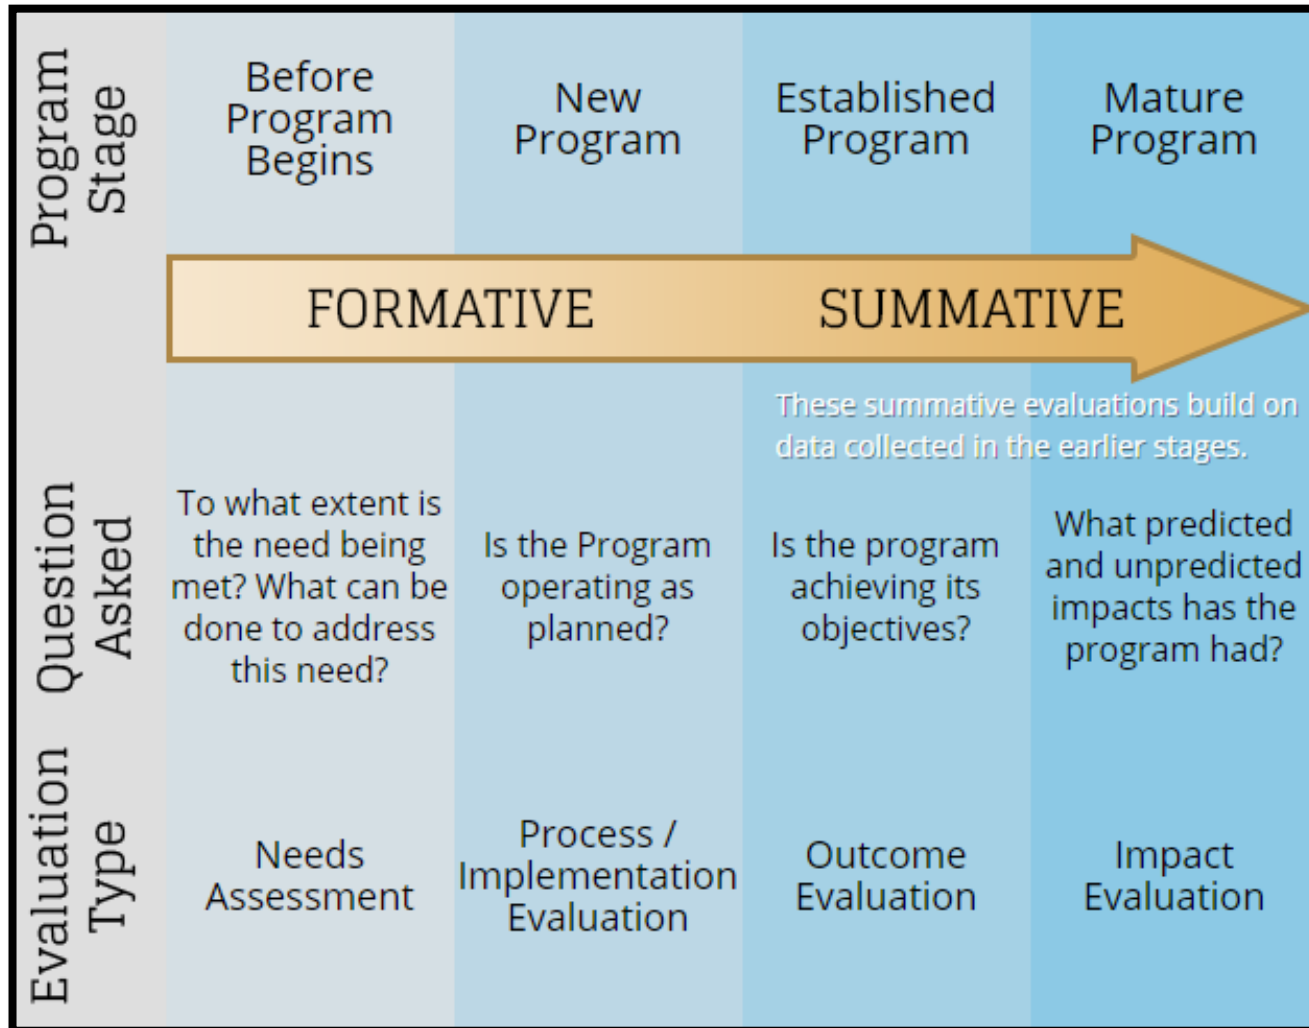 Program
Stage
Before
Program
Begins
New
Program
Established
Program
Mature
Program
FORMATIVE
SUMMATIVE
These summative evaluations build on
data collected in the earlier stages.
Question
Asked
To what extent is
the need being
met? What can be
done to address
this need?
Is the Program
operating as
planned?
Is the program
achieving its
objectives?
What predicted
and unpredicted
impacts has the
program had?
Evaluation
Type
Needs
Assessment
Process /
Implementation
Evaluation
Outcome
Evaluation
Impact
Evaluation